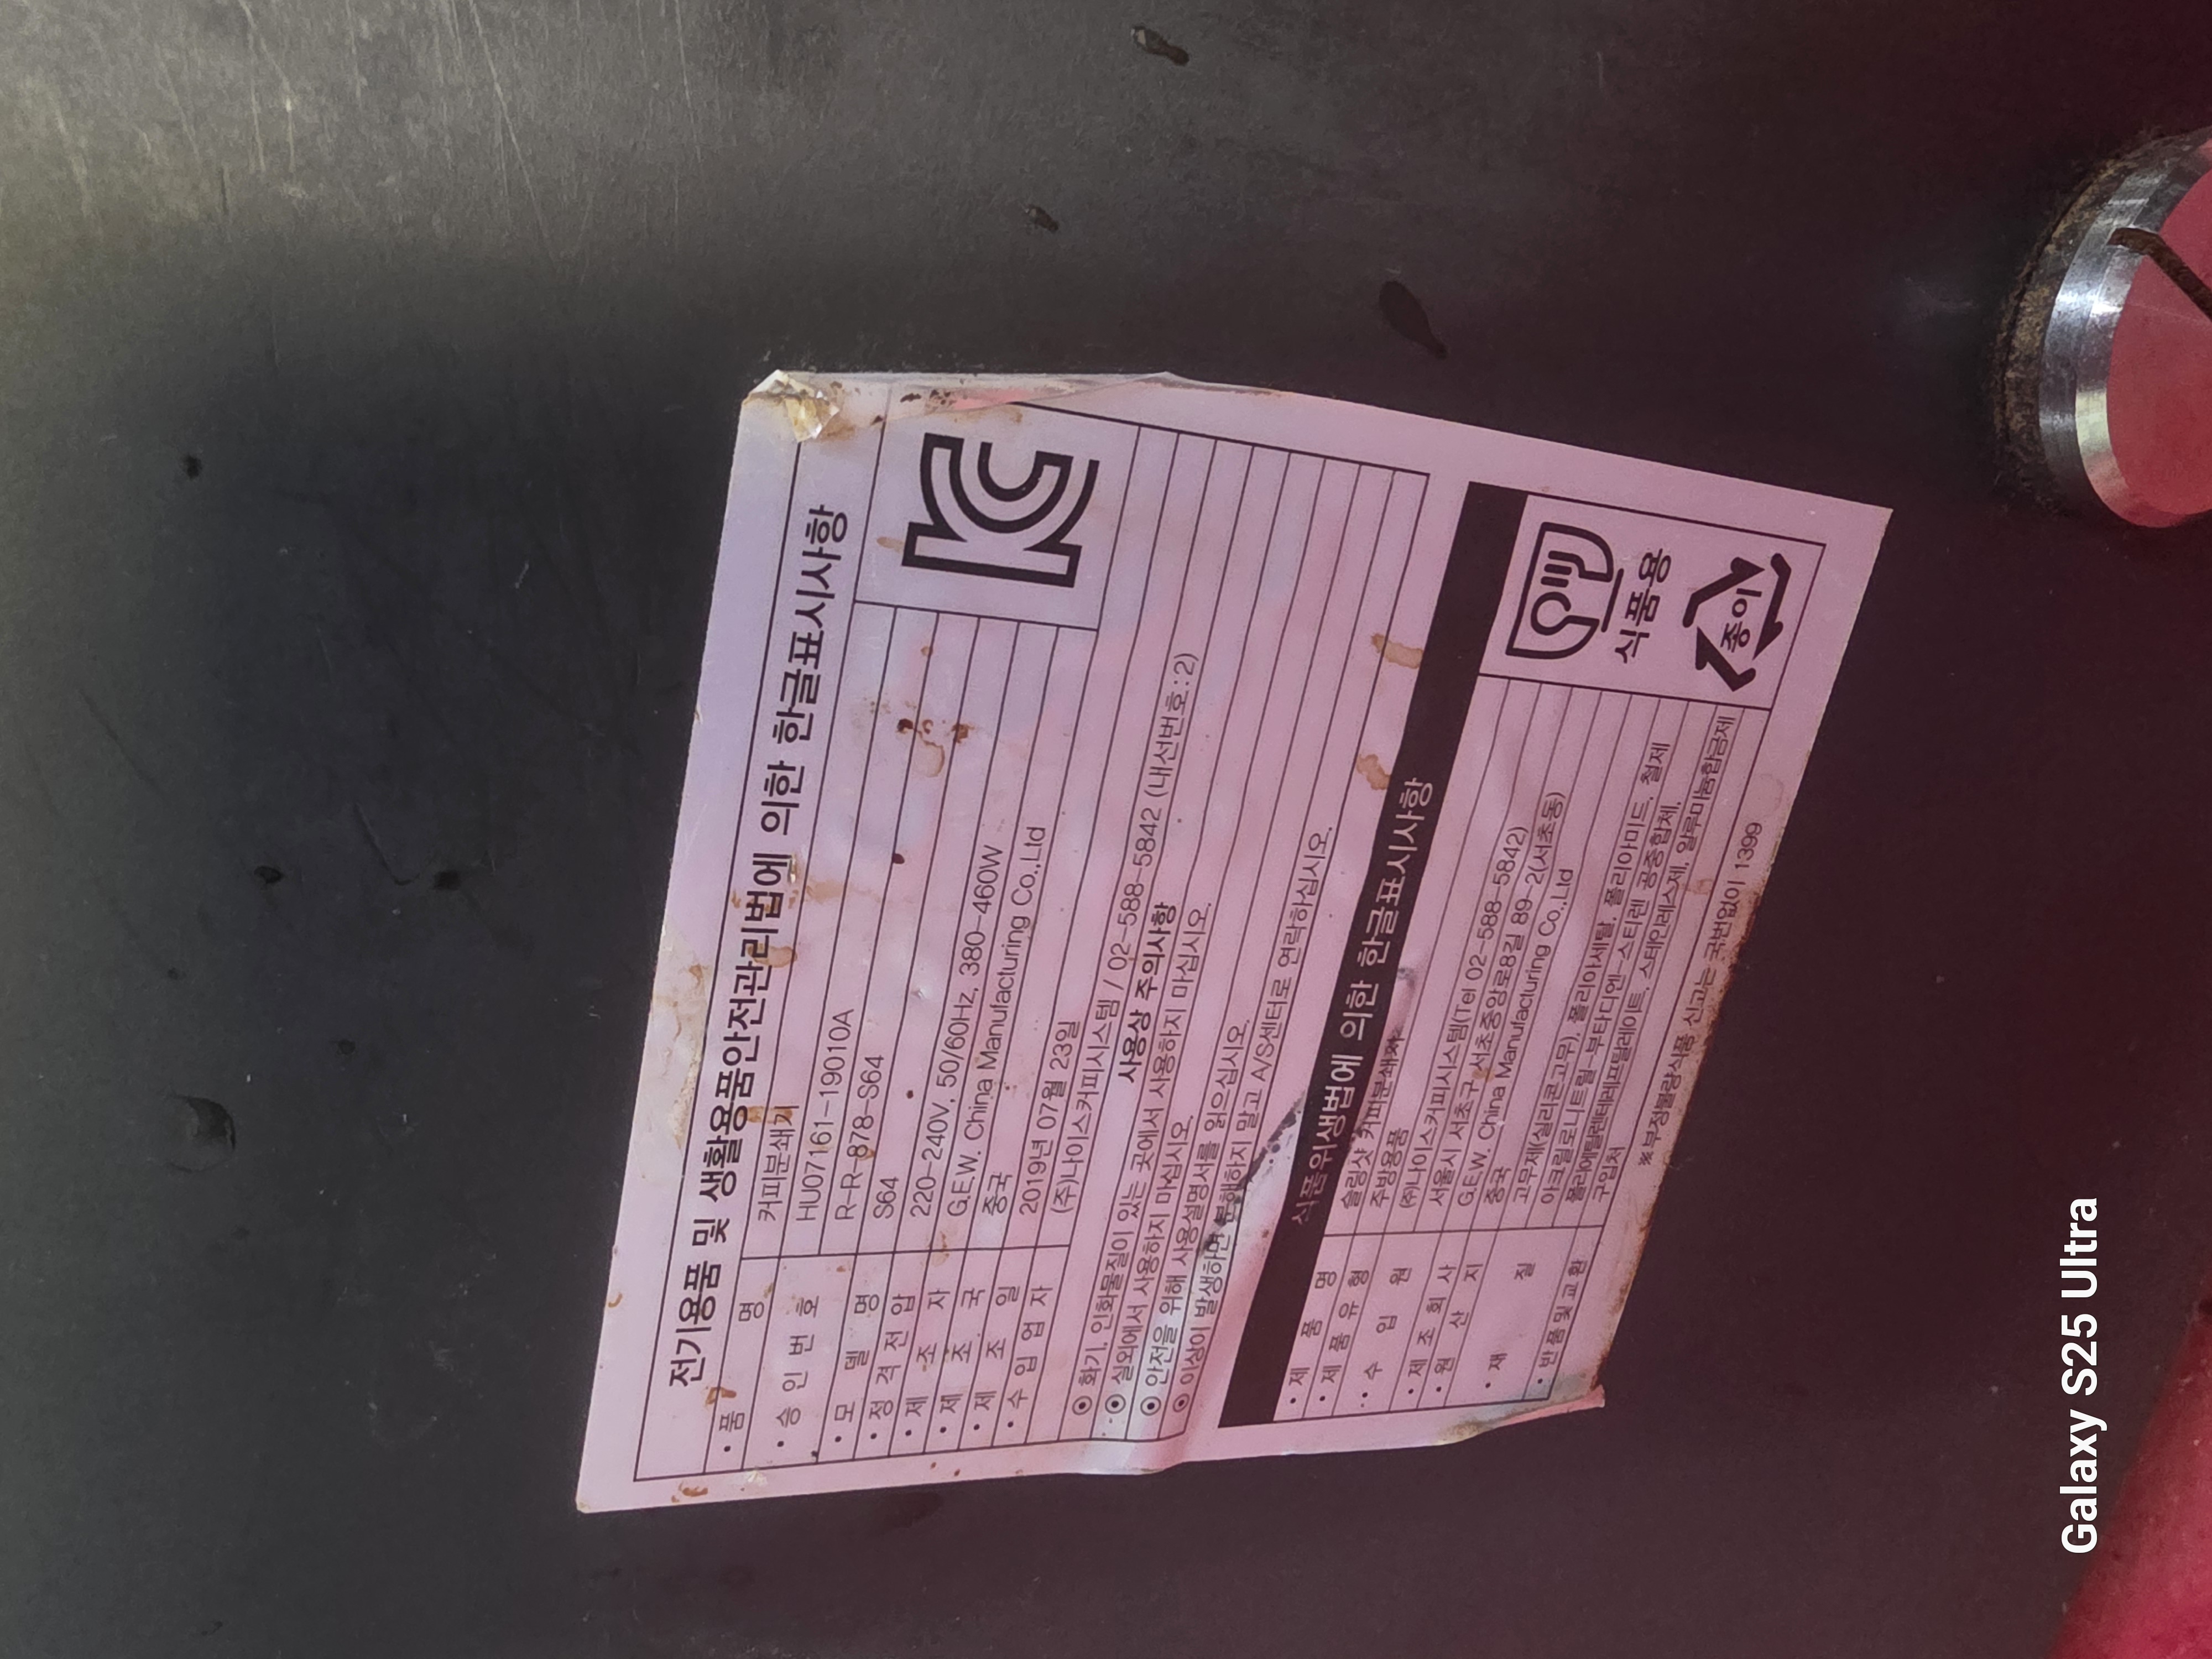 전기용품 및 생활용품안전관리법에 의한 한글표시사항
• 품 명 커피분쇄기
• 승인번호 HU07161-19010A
R-R-878-S64
• 모델명 S64
• 정격전압 220-240V, 50/60Hz, 380-460W
• 제조자 G.E.W. China Manufacturing Co.,Ltd
• 제조국 중국
• 제조일 2019년 07월 23일
• 수입업자 (주)나이스커피시스템 / 02-588-5842 (내선번호:2)
사용상 주의사항
◉ 화기, 인화물질이 있는 곳에서 사용하지 마십시오.
◉ 실외에서 사용하지 마십시오.
◉ 안전을 위해 사용설명서를 읽으십시오.
◉ 이상이 발생하면 분해하지 말고 A/S센터로 연락하십시오.
KC
식품위생법에 의한 한글표시사항
• 제품명 슬링샷 커피분쇄기
• 제품유형 주방용품
• 수입원 ㈜나이스커피시스템(Tel 02-588-5842)
서울시 서초구 서초중앙로8길 89-2(서초동)
• 제조회사 G.E.W. China Manufacturing Co.,Ltd
• 원산지 중국
• 재질 고무제(실리콘고무), 폴리아세탈, 폴리아미드, 철제
아크릴로니트릴-부타디엔-스티렌 공중합체,
폴리에틸렌테레프탈레이트, 스테인레스제, 알루미늄합금제
• 반품 및 교환 구입처
식품용
종이
※부정불량식품 신고는 국번없이 1399
Galaxy S25 Ultra